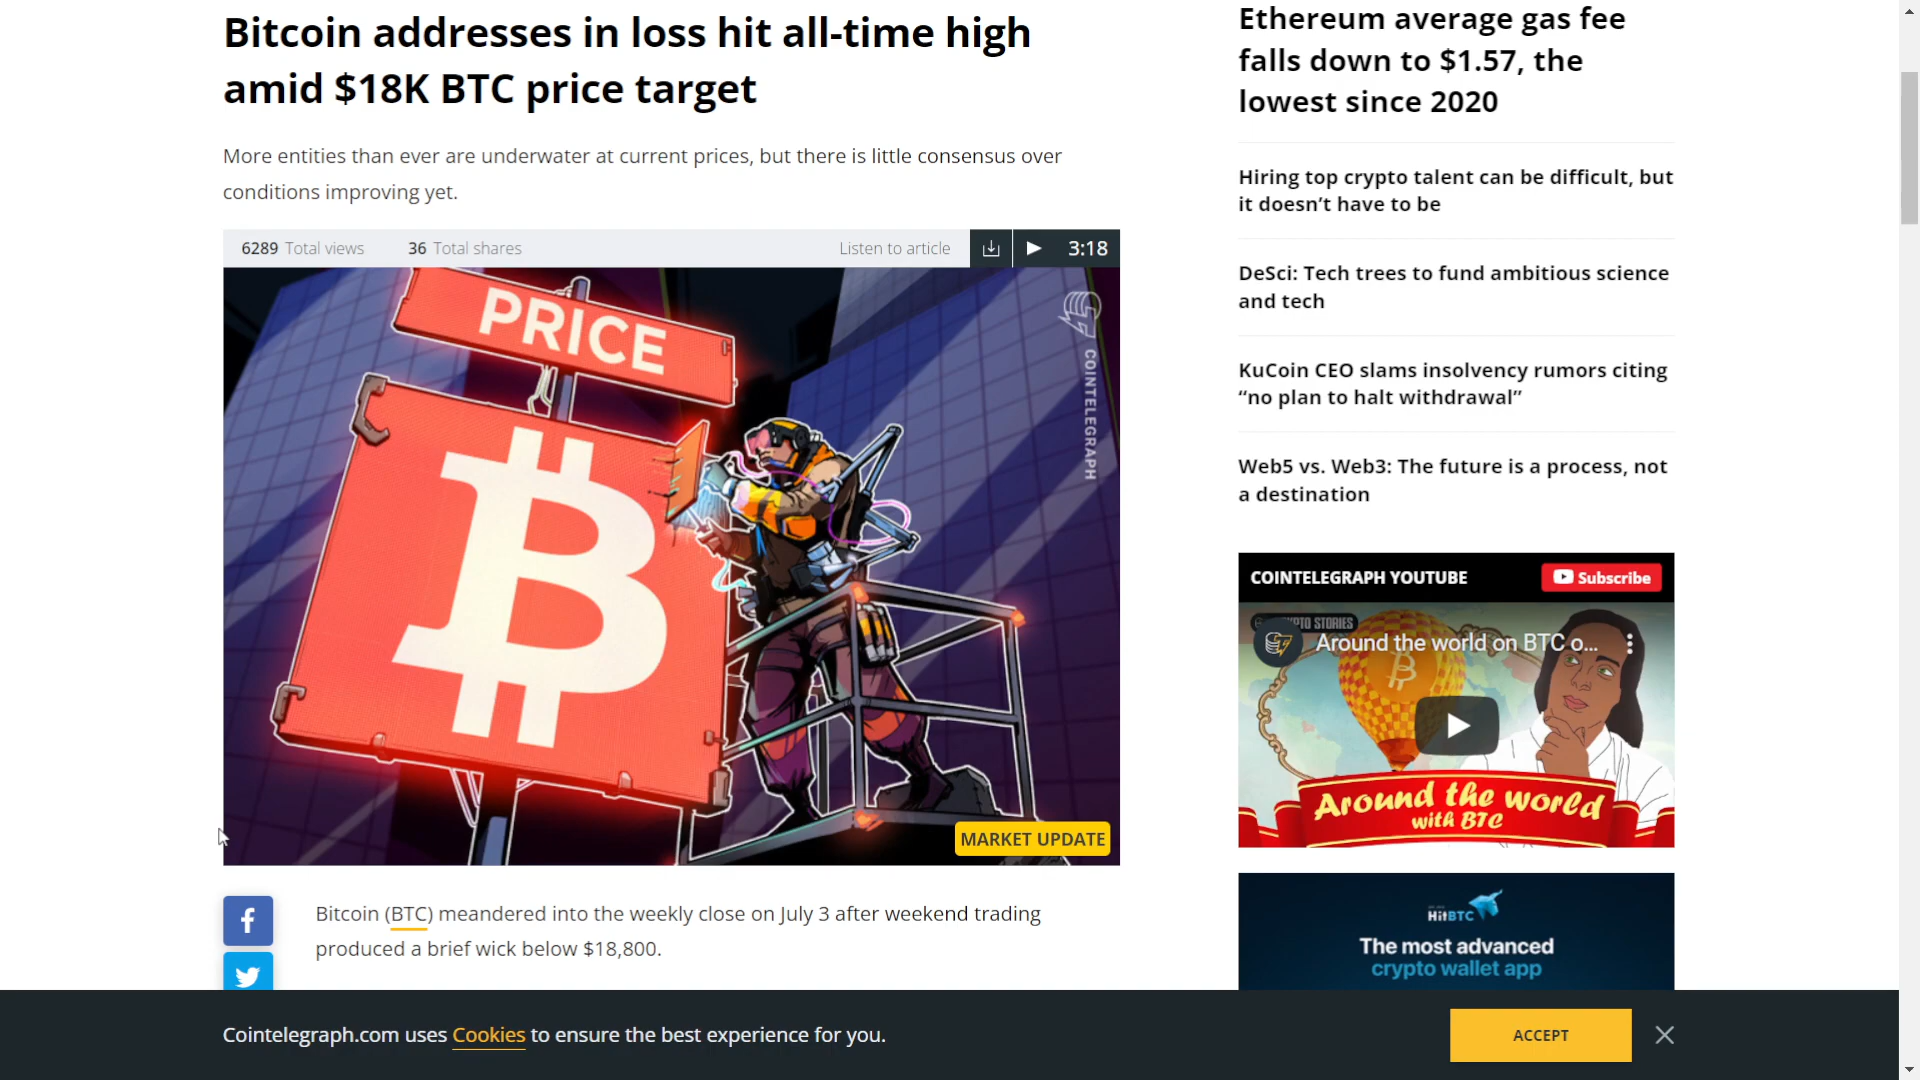 Bitcoin addresses in loss hit all-time high
amid $18K BTC price target
More entities than ever are underwater at current prices, but there is little consensus over
conditions improving yet.
6289 Total views 36 Total shares Listen to article 3:18
PRICE
COINTELEGRAPH
MARKET UPDATE
Bitcoin (BTC) meandered into the weekly close on July 3 after weekend trading
produced a brief wick below $18,800.
Ethereum average gas fee
falls down to $1.57, the
lowest since 2020
Hiring top crypto talent can be difficult, but
it doesn’t have to be
DeSci: Tech trees to fund ambitious science
and tech
KuCoin CEO slams insolvency rumors citing
“no plan to halt withdrawal”
Web5 vs. Web3: The future is a process, not
a destination
COINTELEGRAPH YOUTUBE Subscribe
STORIES
Around the world on BTC o...
Around the world
with BTC
HitBTC
The most advanced
crypto wallet app
Cointelegraph.com uses Cookies to ensure the best experience for you.
ACCEPT